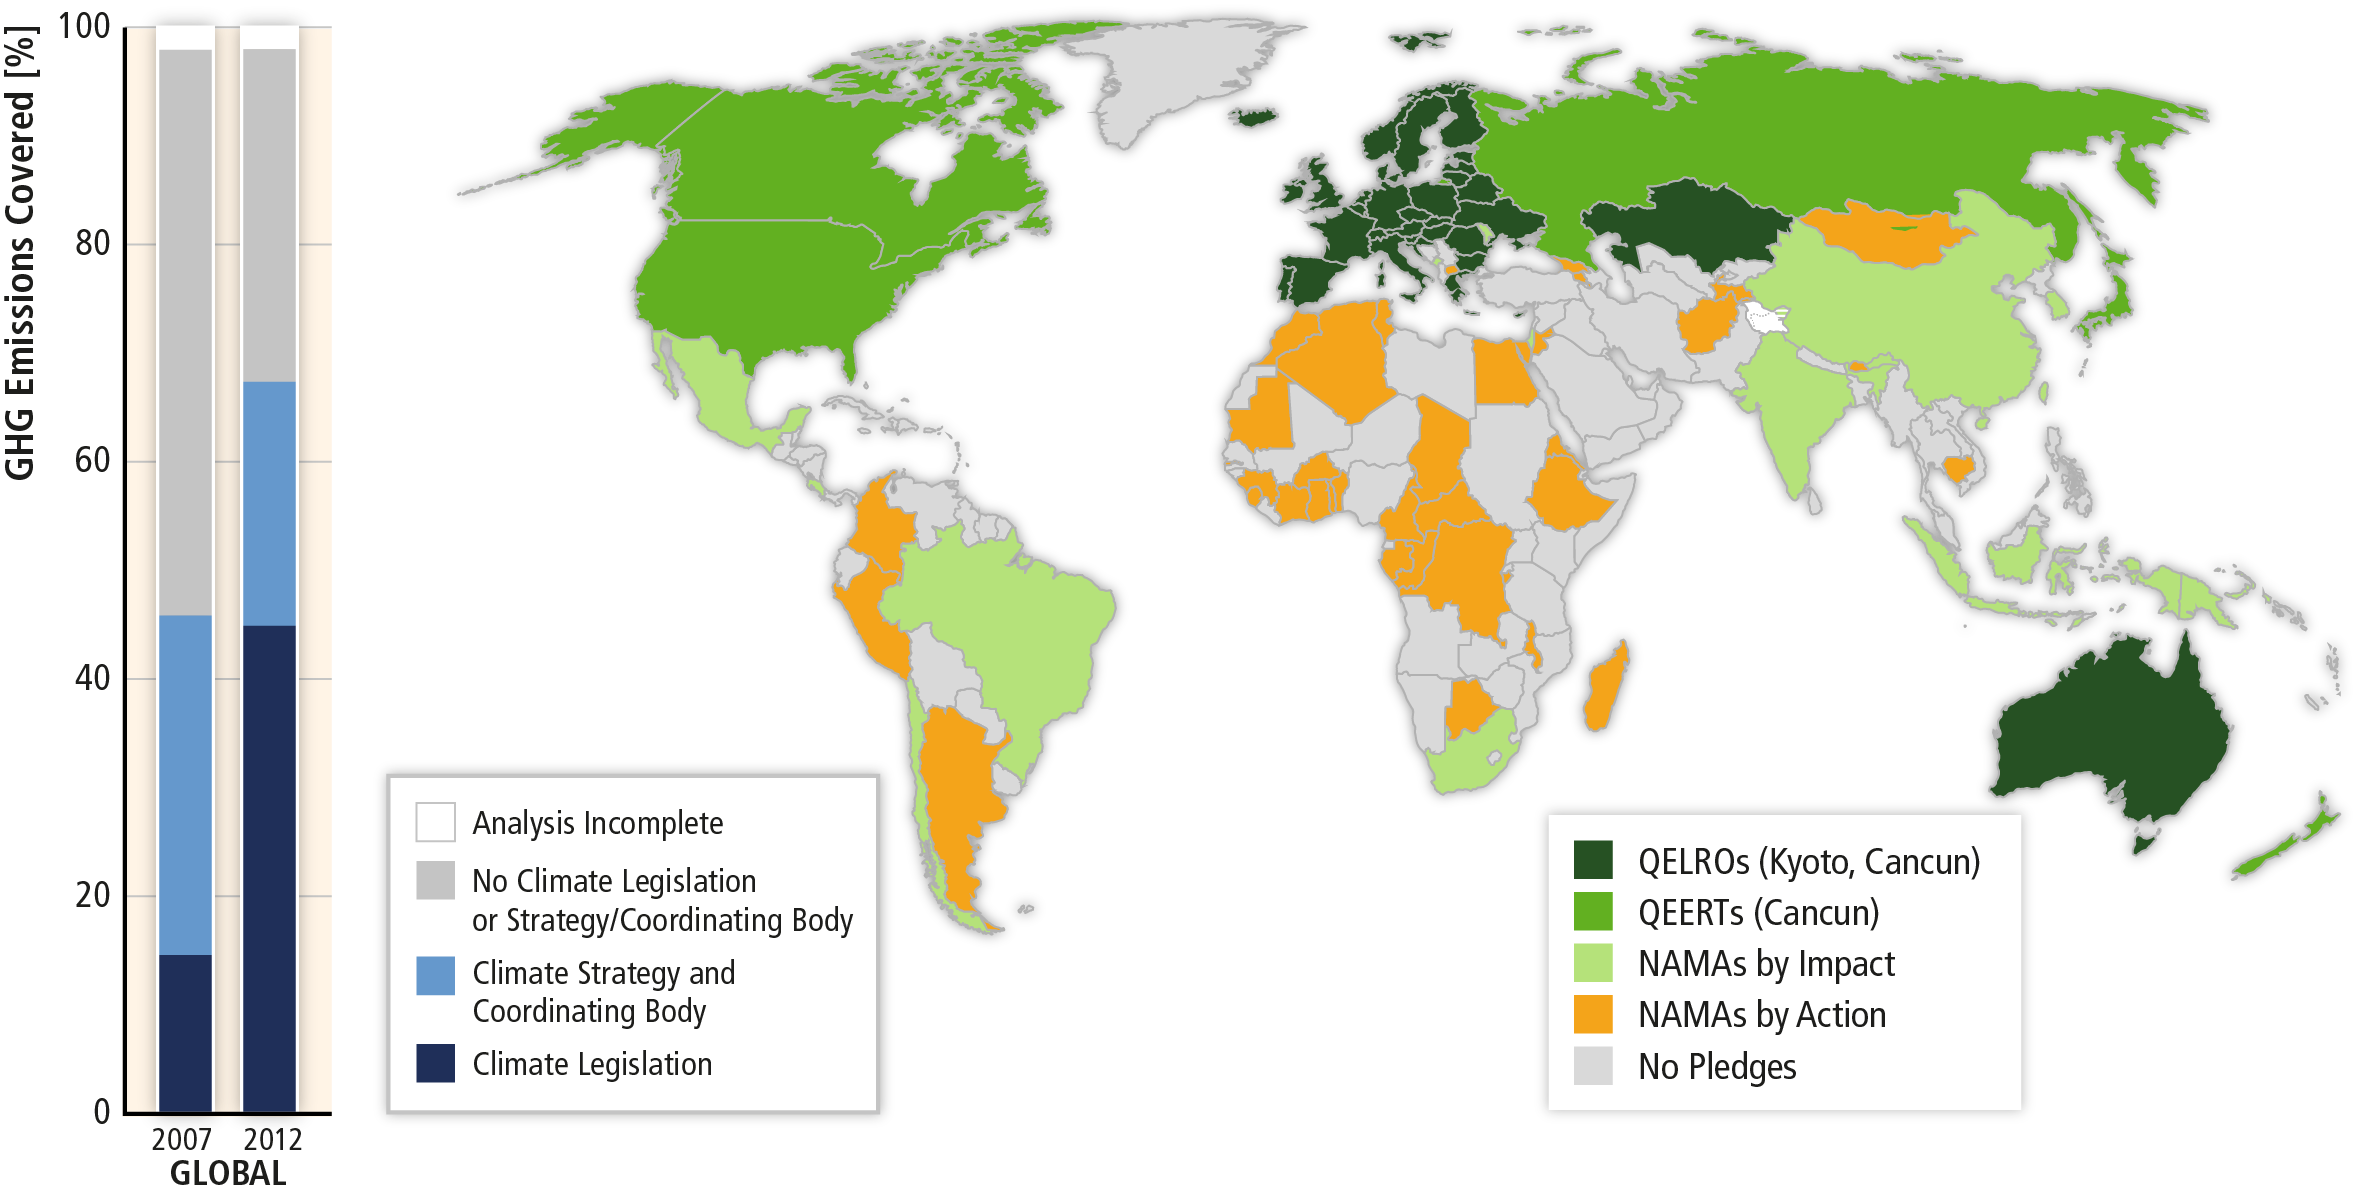 GHG Emissions Covered [%]
100
80
60
40
20
0
2007
2012
GLOBAL
Analysis Incomplete
No Climate Legislation
or Strategy/Coordinating Body
Climate Strategy and
Coordinating Body
Climate Legislation
QELROs (Kyoto, Cancun)
QEERTs (Cancun)
NAMAs by Impact
NAMAs by Action
No Pledges